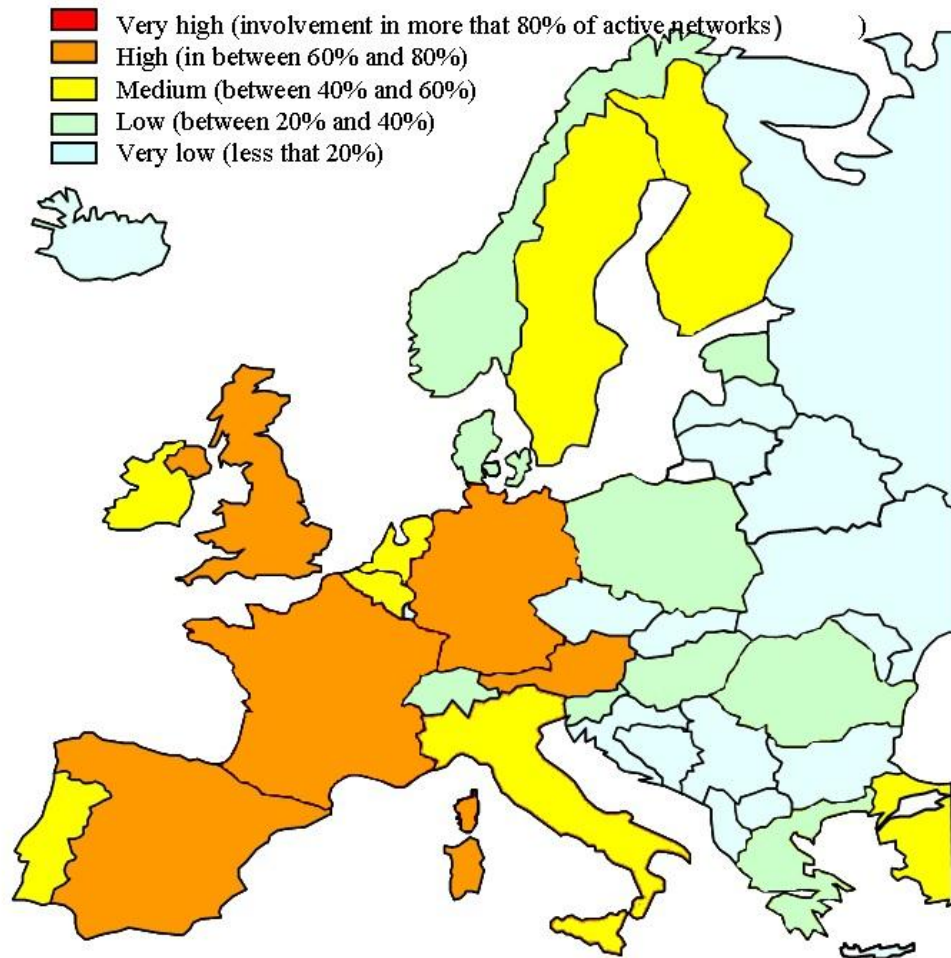 Very high (involvement in more that 80% of active networks) )
High (in between 60% and 80%)
Medium (between 40% and 60%)
Low (between 20% and 40%)
Very low (less that 20%)